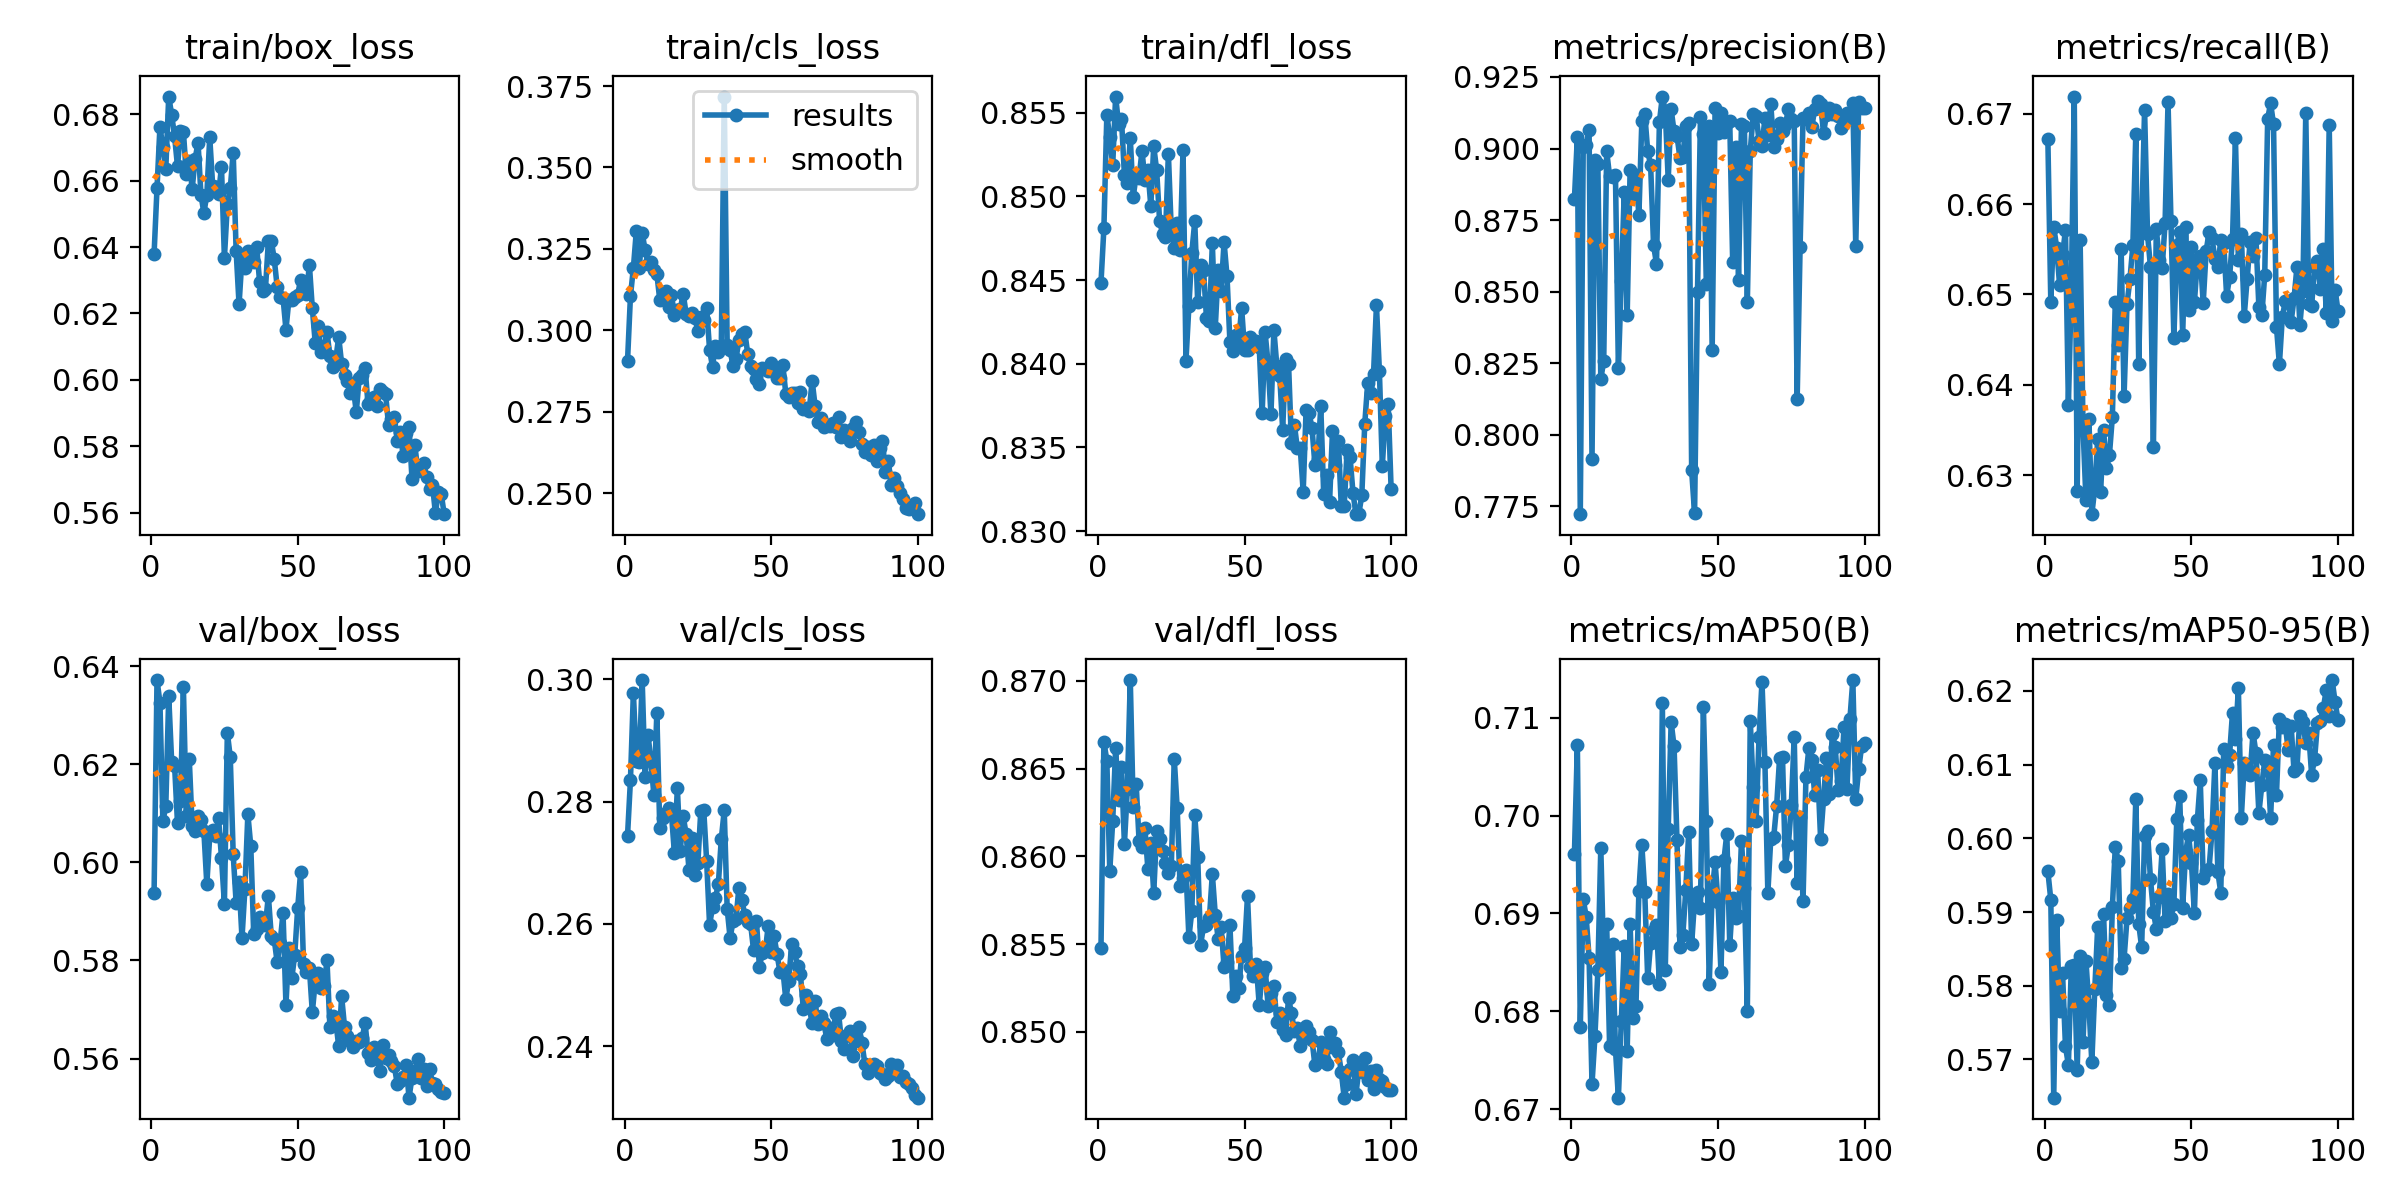 train/box_loss
train/cls_loss
train/dfl_loss
metrics/precision(B)
metrics/recall(B)
0.68
0.66
0.64
0.62
0.60
0.58
0.56
0 50 100
0.375
0.350
0.325
0.300
0.275
0.250
results
smooth
0 50 100
0.855
0.850
0.845
0.840
0.835
0.830
0 50 100
0.925
0.900
0.875
0.850
0.825
0.800
0.775
0 50 100
0.67
0.66
0.65
0.64
0.63
0 50 100
val/box_loss
val/cls_loss
val/dfl_loss
metrics/mAP50(B)
metrics/mAP50-95(B)
0.64
0.62
0.60
0.58
0.56
0 50 100
0.30
0.28
0.26
0.24
0 50 100
0.870
0.865
0.860
0.855
0.850
0 50 100
0.71
0.70
0.69
0.68
0.67
0 50 100
0.62
0.61
0.60
0.59
0.58
0.57
0 50 100